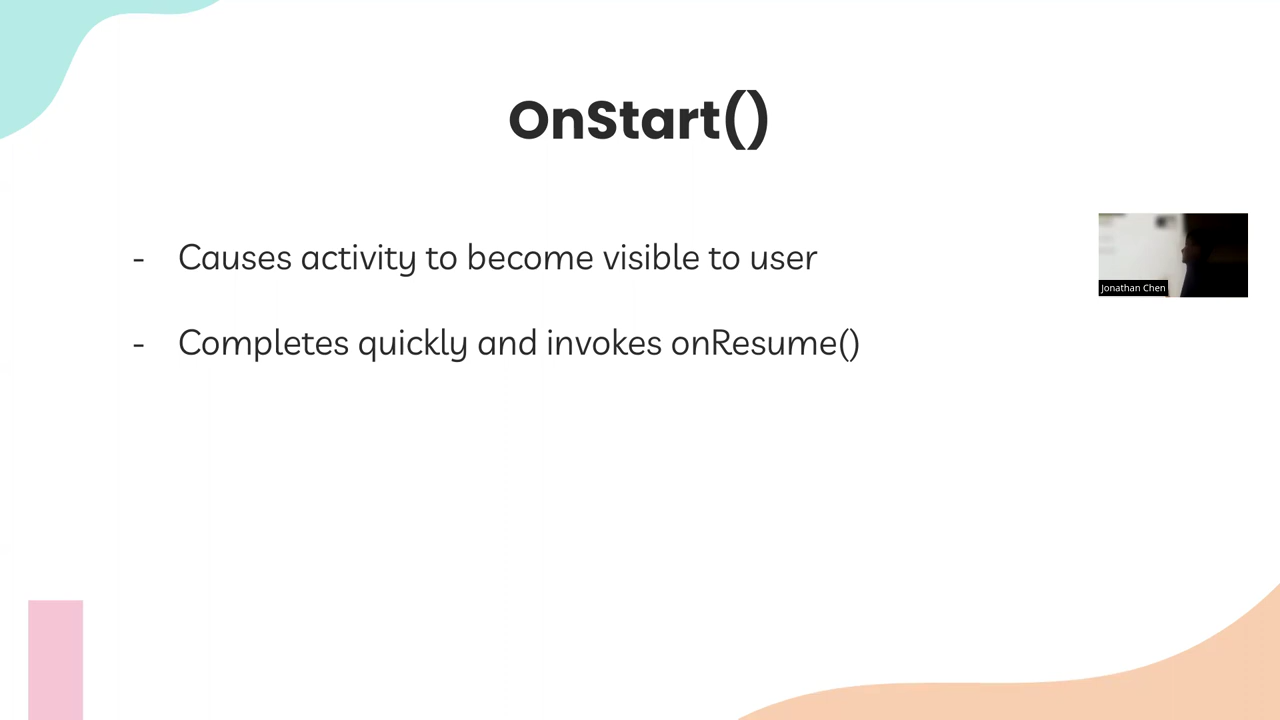 OnStart()
- Causes activity to become visible to user
- Completes quickly and invokes onResume()
Jonathan Chen